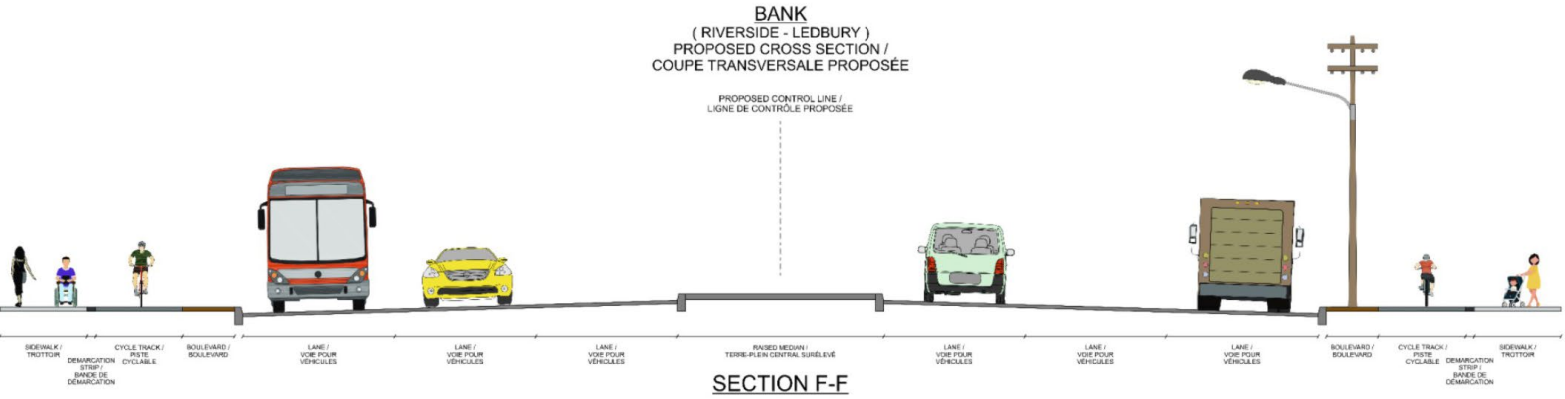 BANK
( RIVERSIDE - LEDBURY )
PROPOSED CROSS SECTION /
COUPE TRANSVERSALE PROPOSÉE
PROPOSED CONTROL LINE /
LIGNE DE CONTRÔLE PROPOSÉE
SIDEWALK /
TROTTOIR
DEMARCATION
STRIP /
BANDE DE
DÉMARCATION
CYCLE TRACK /
PISTE
CYCLABLE
BOULEVARD /
BOULEVARD
LANE /
VOIE POUR
VÉHICULES
LANE /
VOIE POUR
VÉHICULES
LANE /
VOIE POUR
VÉHICULES
RAISED MEDIAN /
TERRE-PLEIN CENTRAL SURÉLEVÉ
LANE /
VOIE POUR
VÉHICULES
LANE /
VOIE POUR
VÉHICULES
LANE /
VOIE POUR
VÉHICULES
BOULEVARD /
BOULEVARD
CYCLE TRACK /
PISTE
CYCLABLE
DEMARCATION
STRIP /
BANDE DE
DÉMARCATION
SIDEWALK /
TROTTOIR
SECTION F-F